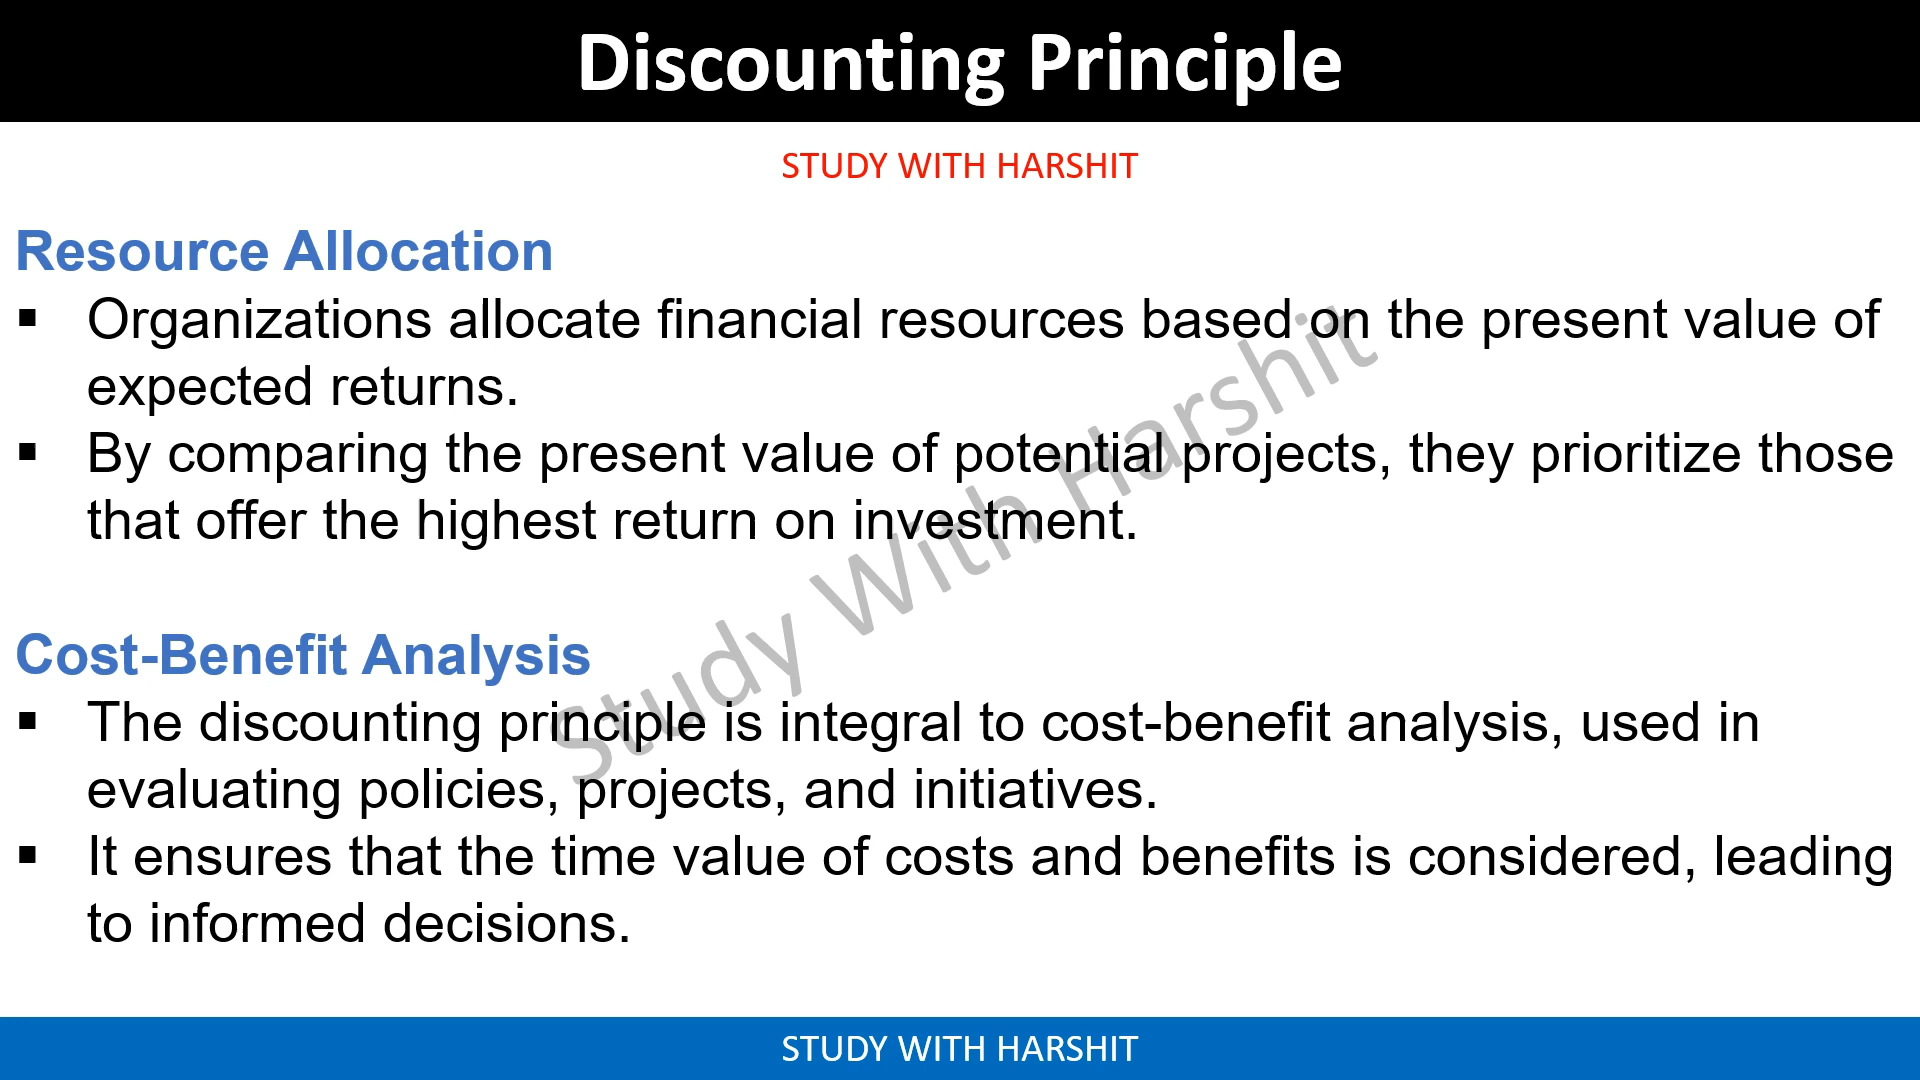 Discounting Principle
STUDY WITH HARSHIT
Resource Allocation
▪ Organizations allocate financial resources based on the present value of
expected returns.
▪ By comparing the present value of potential projects, they prioritize those
that offer the highest return on investment.
Cost-Benefit Analysis
▪ The discounting principle is integral to cost-benefit analysis, used in
evaluating policies, projects, and initiatives.
▪ It ensures that the time value of costs and benefits is considered, leading
to informed decisions.
Study With Harshit
STUDY WITH HARSHIT